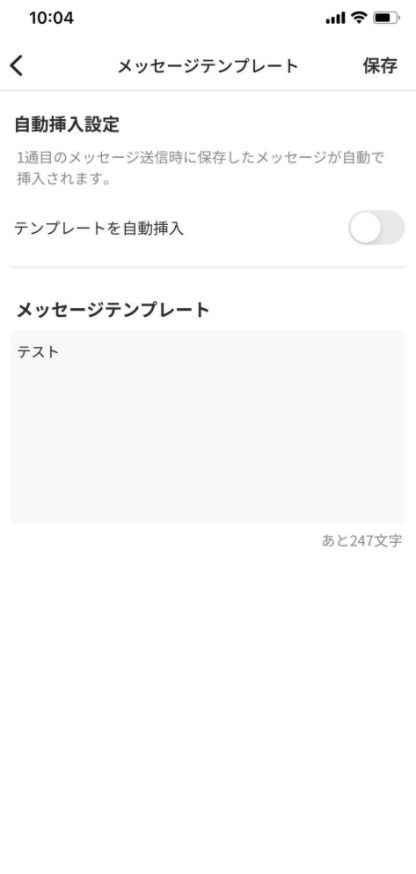 10:04
メッセージテンプレート 保存
自動挿入設定
1通目のメッセージ送信時に保存したメッセージが自動で
挿入されます。
テンプレートを自動挿入
メッセージテンプレート
テスト
あと247文字